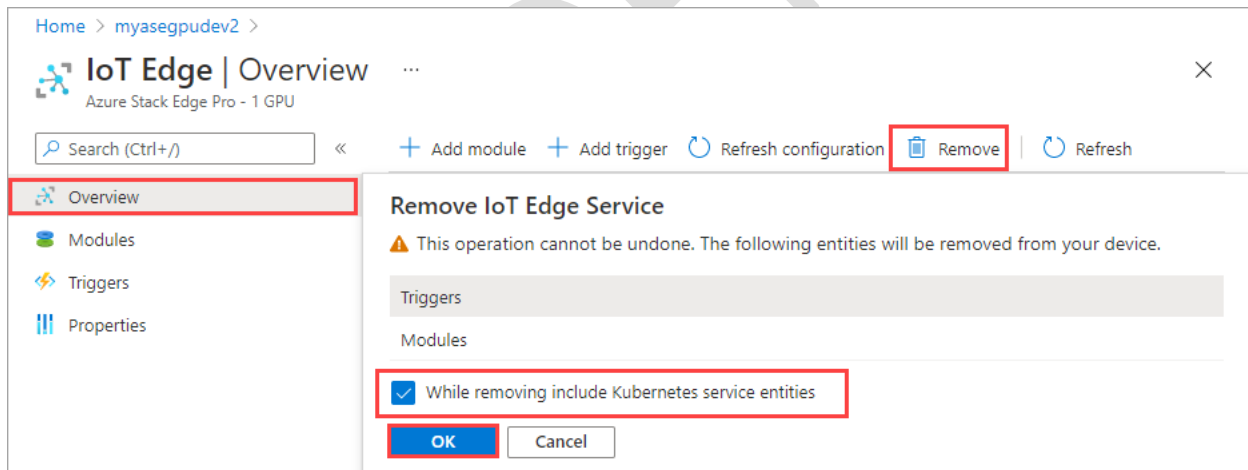 Home > myasegpudev2 >
IoT Edge | Overview ...
Azure Stack Edge Pro - 1 GPU
Search (Ctrl+/) «
+ Add module + Add trigger Refresh configuration Remove | Refresh
Overview
Modules
Triggers
Properties
Remove IoT Edge Service
This operation cannot be undone. The following entities will be removed from your device.
Triggers
Modules
While removing include Kubernetes service entities
OK Cancel